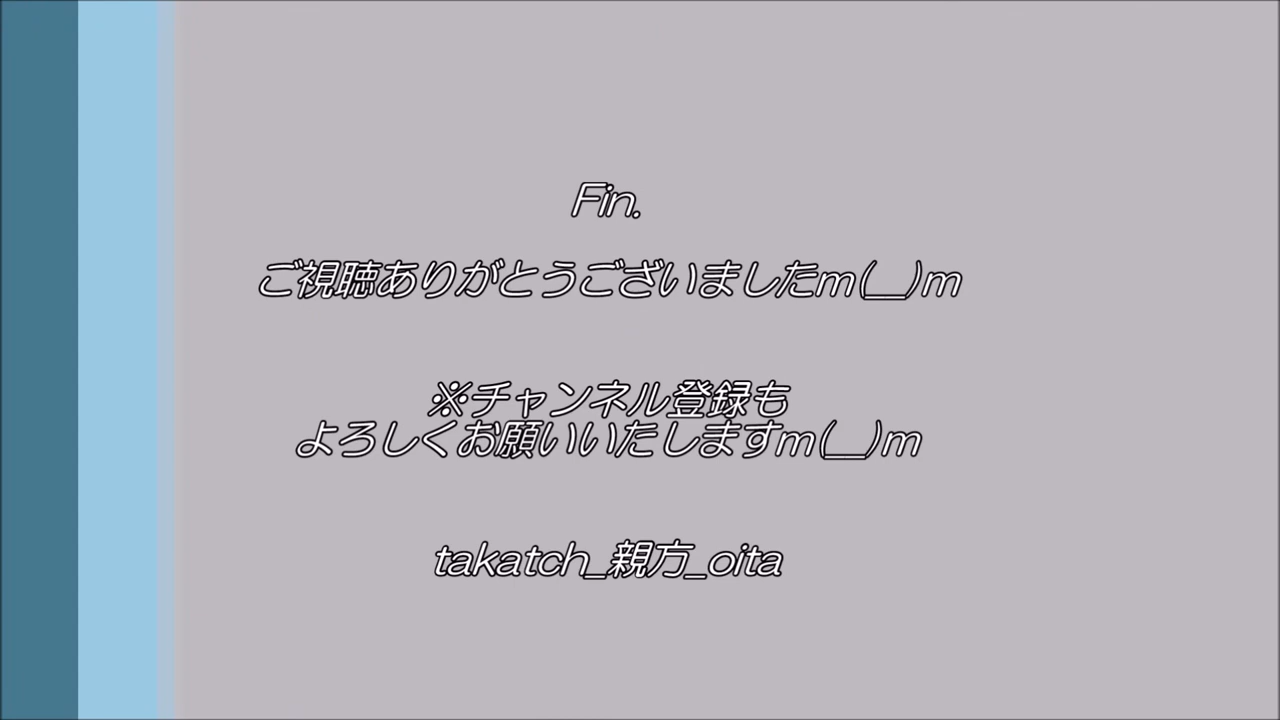 Fin.
ご視聴ありがとうございましたm(__)m
※チャンネル登録も
よろしくお願いいたしますm(__)m
takatch_親方_oita